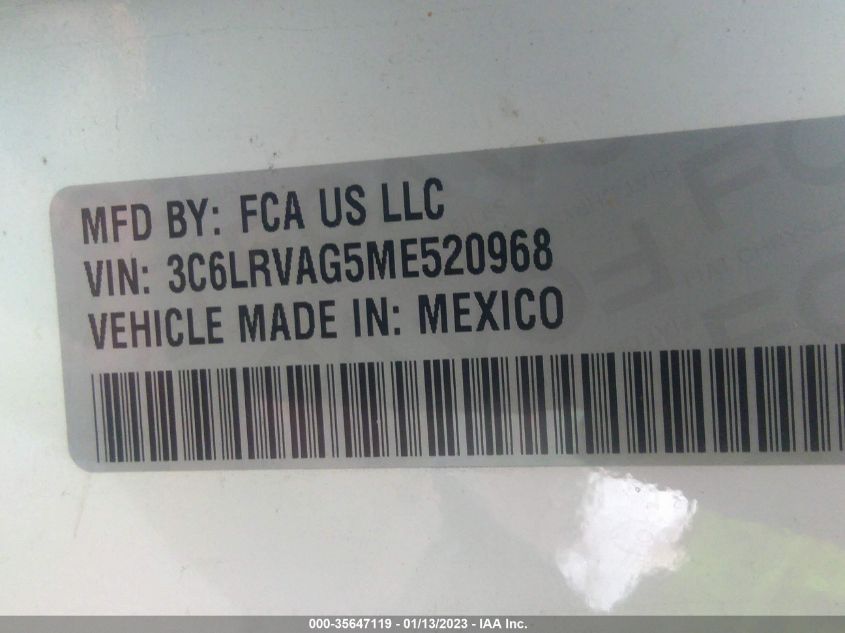 MFD BY: FCA US LLC
VIN: 3C6LRVAG5ME520968
VEHICLE MADE IN: MEXICO
000-35647119 - 01/13/2023 - IAA Inc.